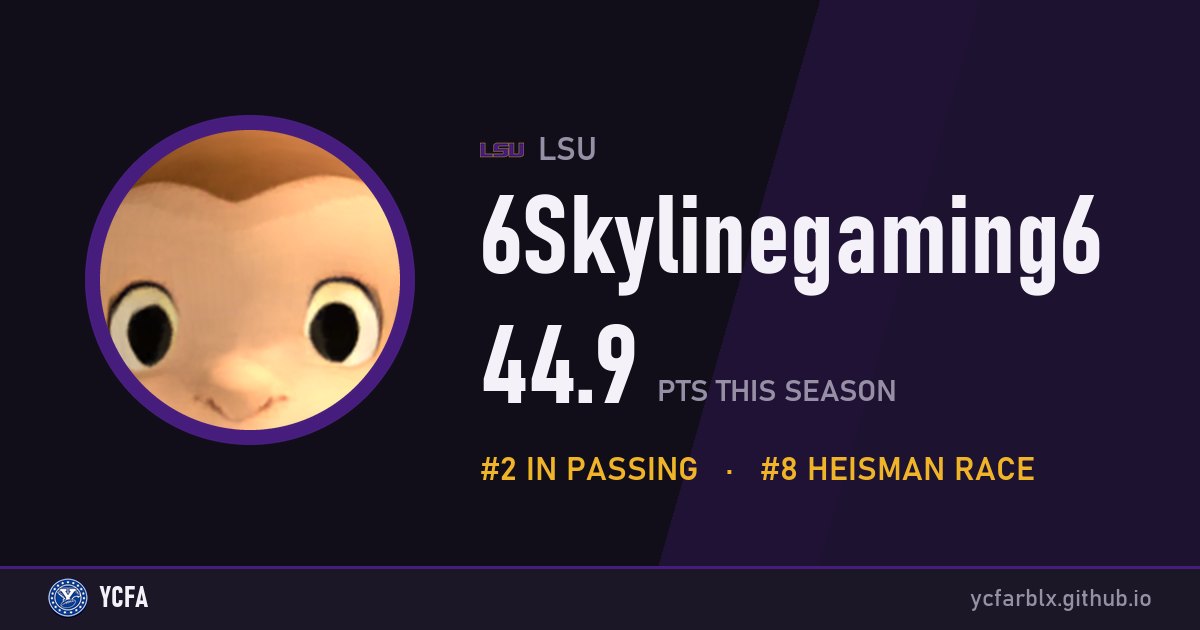 LSU LSU
6Skylinegaming6
44.9 PTS THIS SEASON
#2 IN PASSING · #8 HEISMAN RACE
YCFA
ycfarblx.github.io